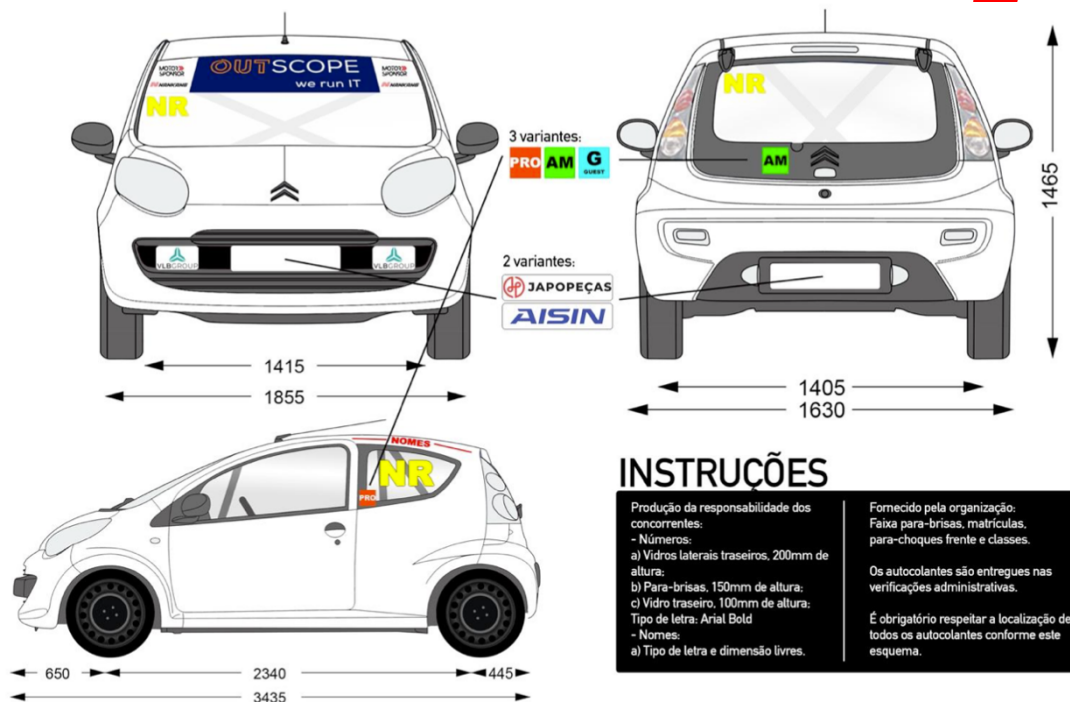 OUTSCOPE
we run IT
MOTOR
SPONSOR
NANKANG
MOTOR
SPONSOR
NANKANG
NR
NR
3 variantes:
PRO AM G
GUEST
AM
1465
VLBGROUP
VLBGROUP
2 variantes:
JAPOPEÇAS
AISIN
1415
1855
1405
1630
NOMES
NR
PRO
650
2340
445
3435
INSTRUÇÕES
Produção da responsabilidade dos
concorrentes:
- Números:
a) Vidros laterais traseiros, 200mm de
altura;
b) Para-brisas, 150mm de altura;
c) Vidro traseiro, 100mm de altura;
Tipo de letra: Arial Bold
- Nomes:
a) Tipo de letra e dimensão livres.
Fornecido pela organização:
Faixa para-brisas, matrículas,
para-choques frente e classes.
Os autocolantes são entregues nas
verificações administrativas.
É obrigatório respeitar a localização de
todos os autocolantes conforme este
esquema.